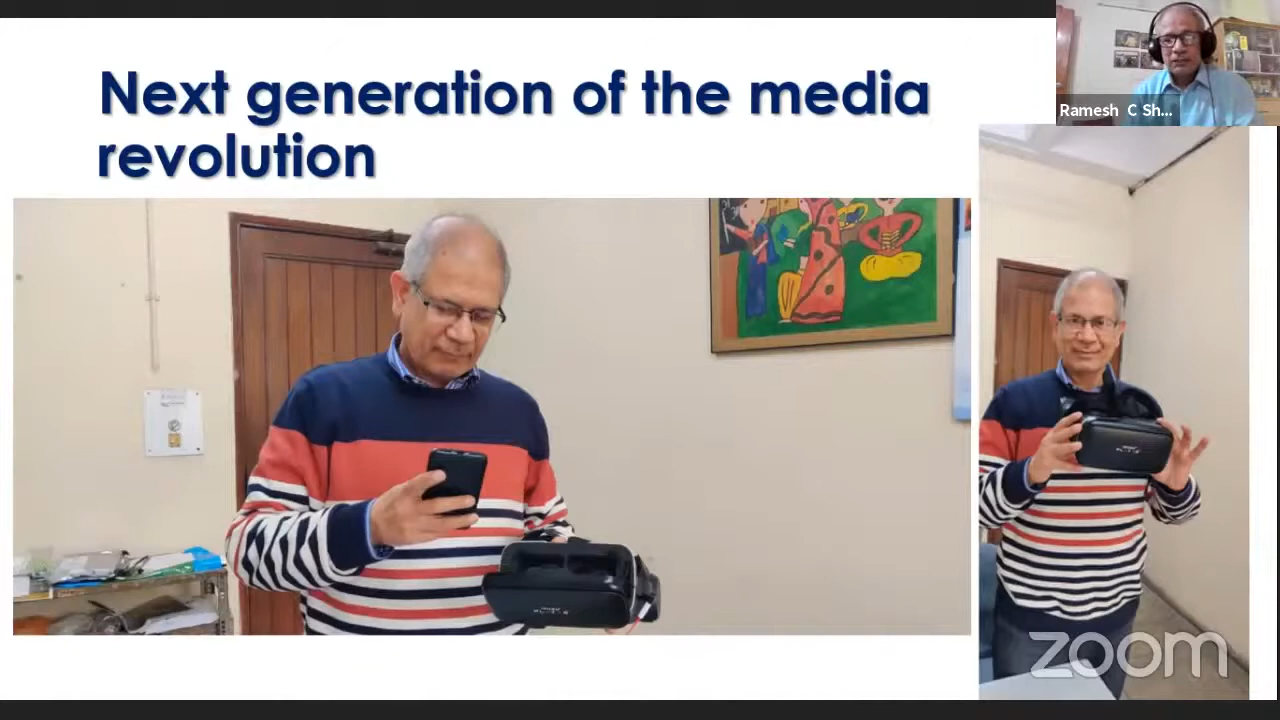 Next generation of the media
revolution
Ramesh C Sh...
zoom